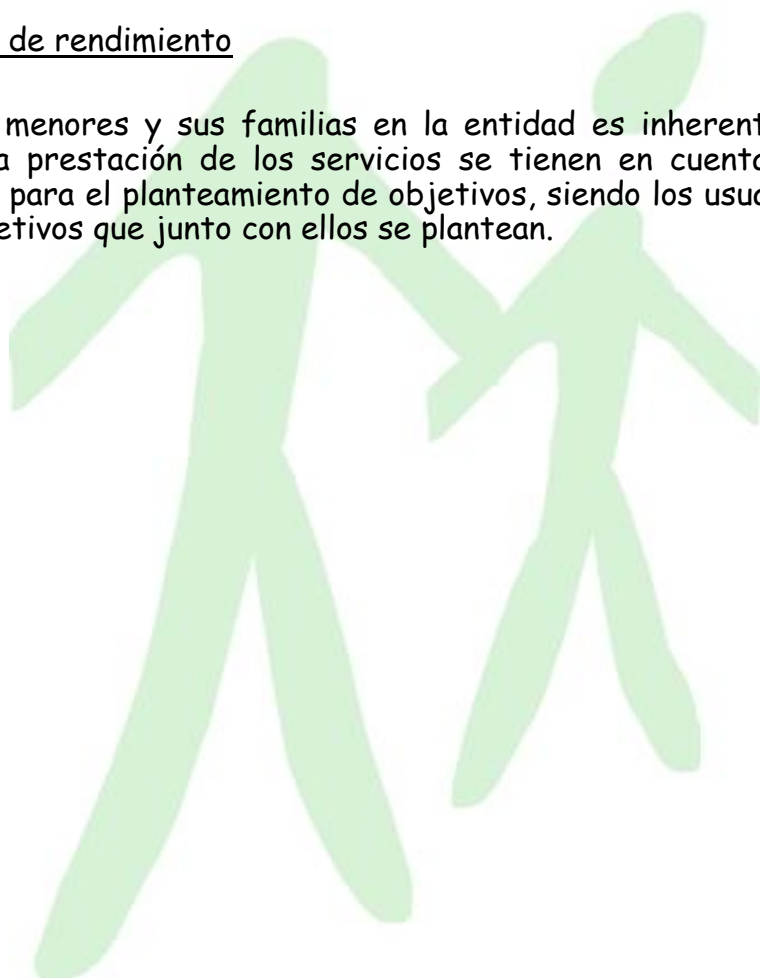 de rendimiento
menores y sus familias en la entidad es inherent
a prestación de los servicios se tienen en cuenta
para el planteamiento de objetivos, siendo los usua
etivos que junto con ellos se plantean.